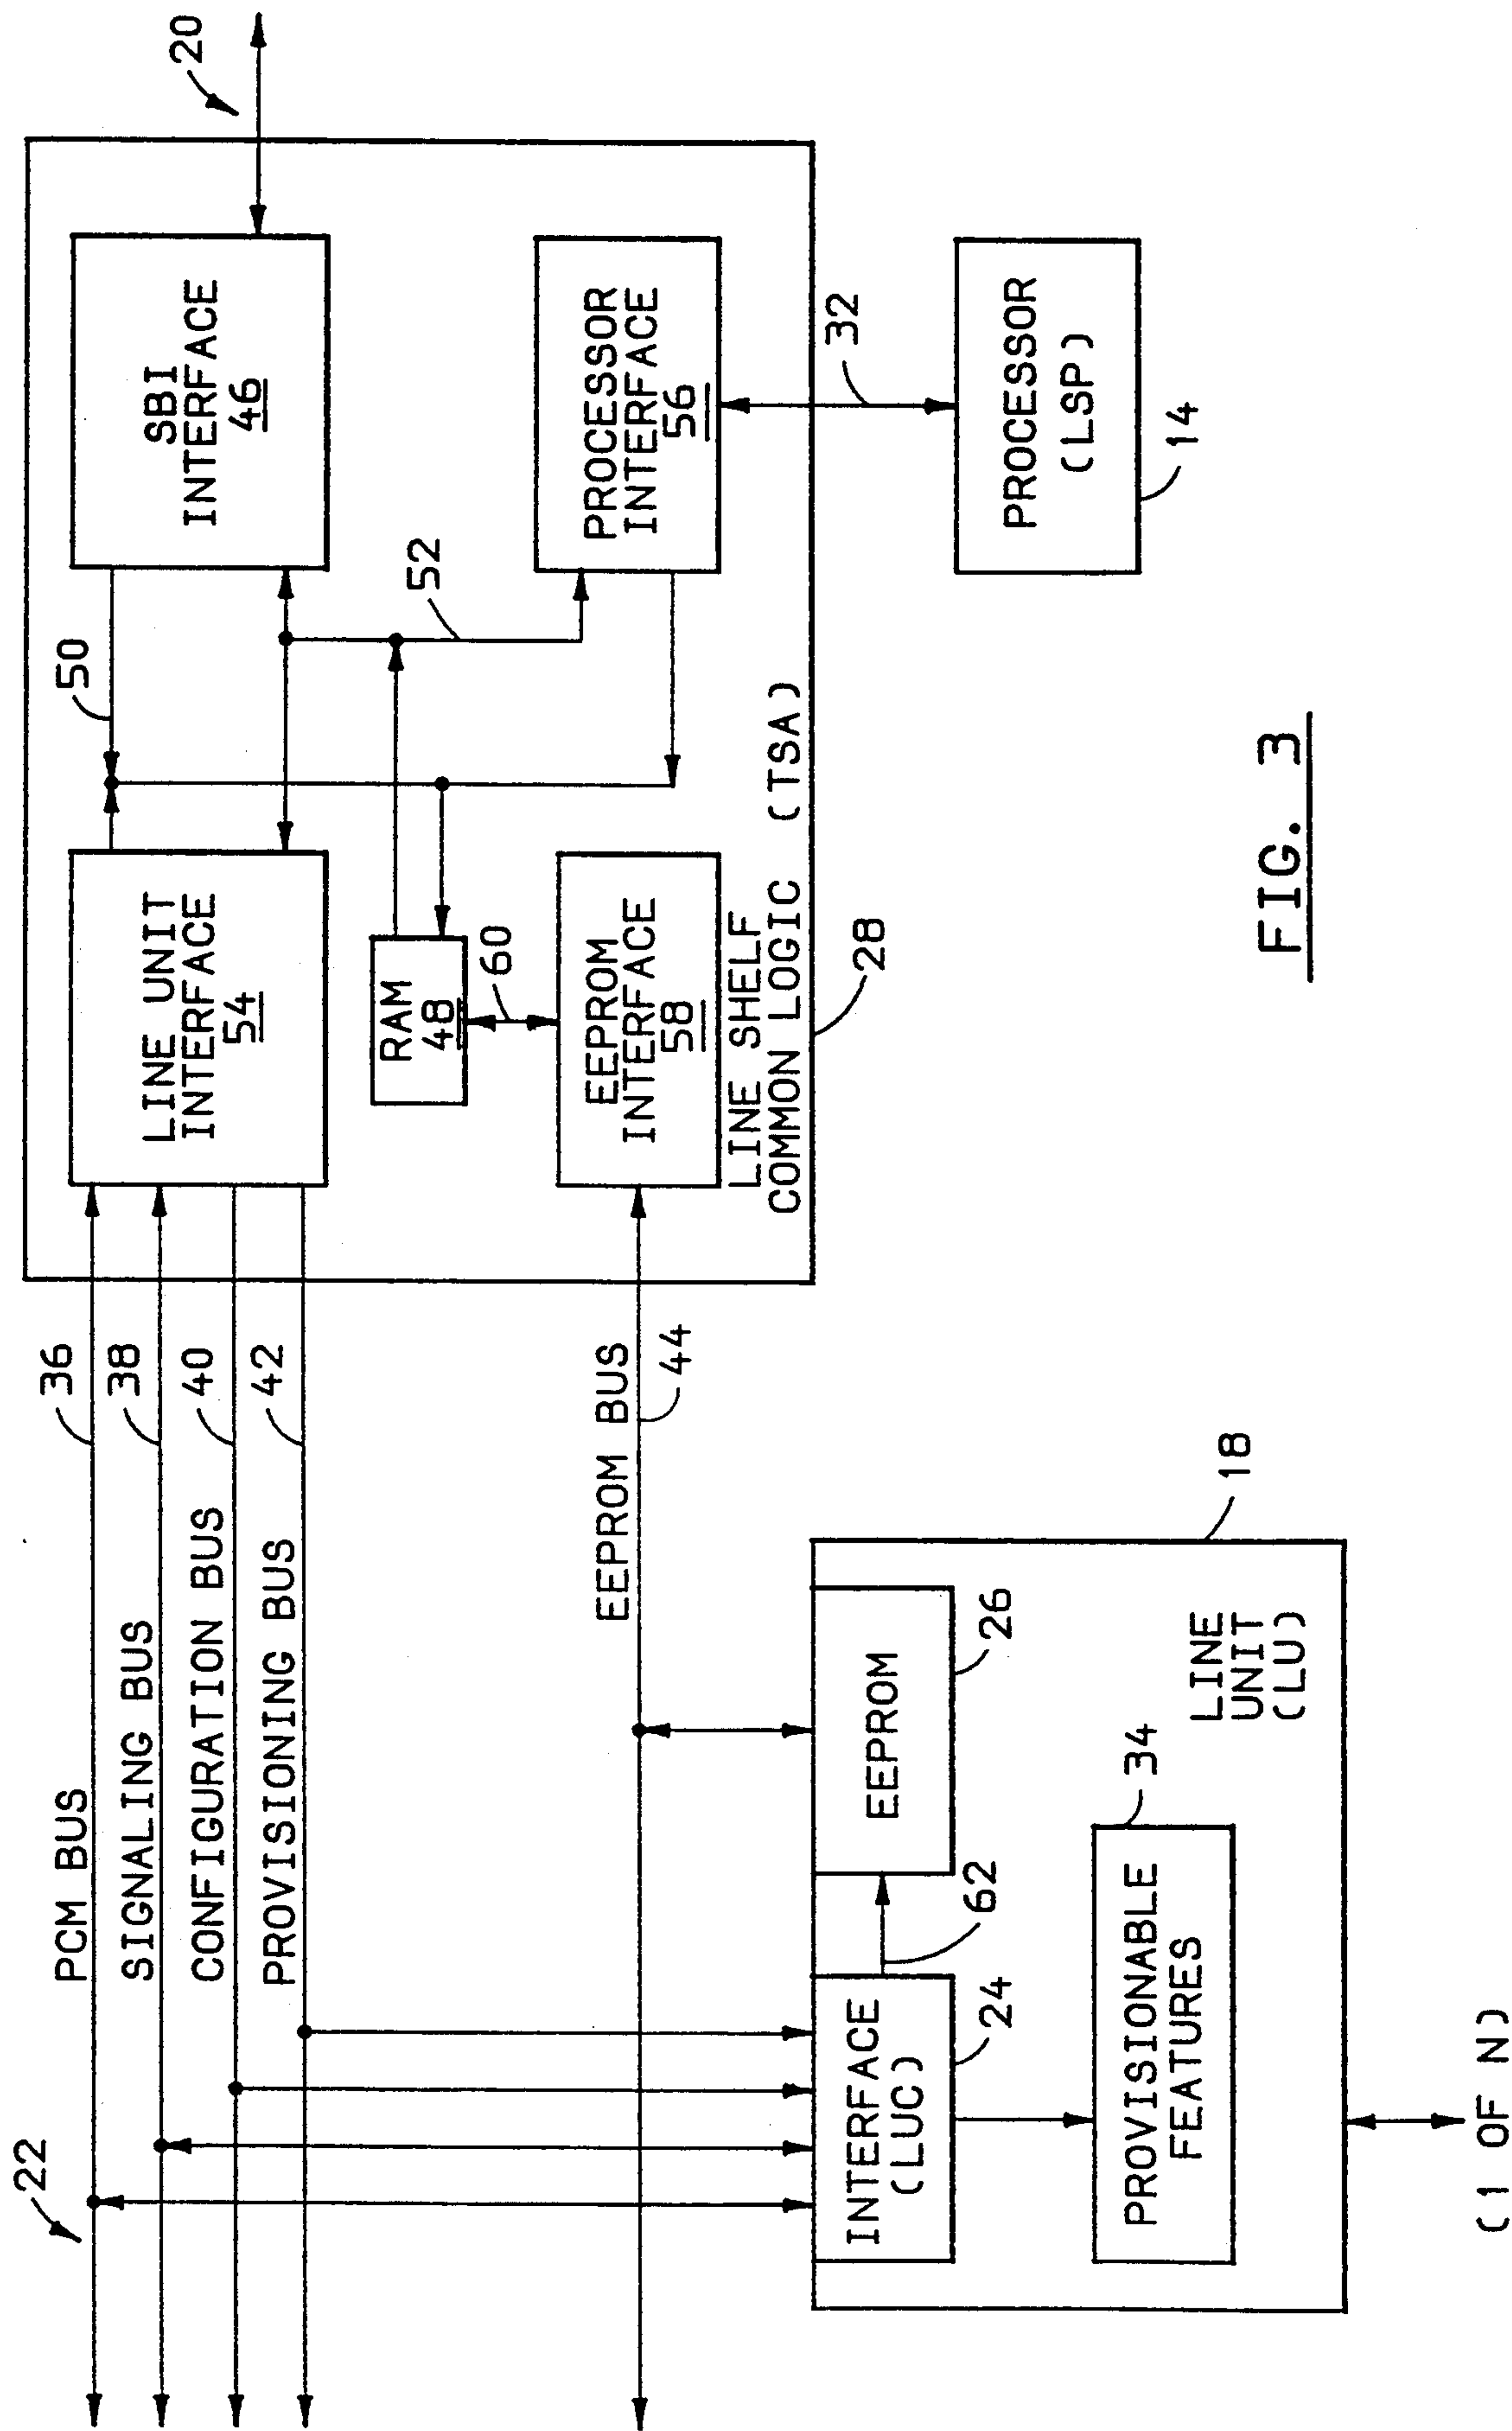 22
PCM BUS
36
SIGNALING BUS
38
CONFIGURATION BUS
40
PROVISIONING BUS
42
EEPROM BUS
44
LINE UNIT
INTERFACE
54
50
SBI
INTERFACE
46
20
RAM
48
60
52
EEPROM
INTERFACE
58
PROCESSOR
INTERFACE
56
LINE SHELF
COMMON LOGIC (TSA)
28
32
PROCESSOR
(LSP)
14
INTERFACE
(LUC)
24
62
EEPROM
26
PROVISIONABLE
FEATURES
34
LINE
UNIT
(LU)
18
(1 OF N)
FIG. 3